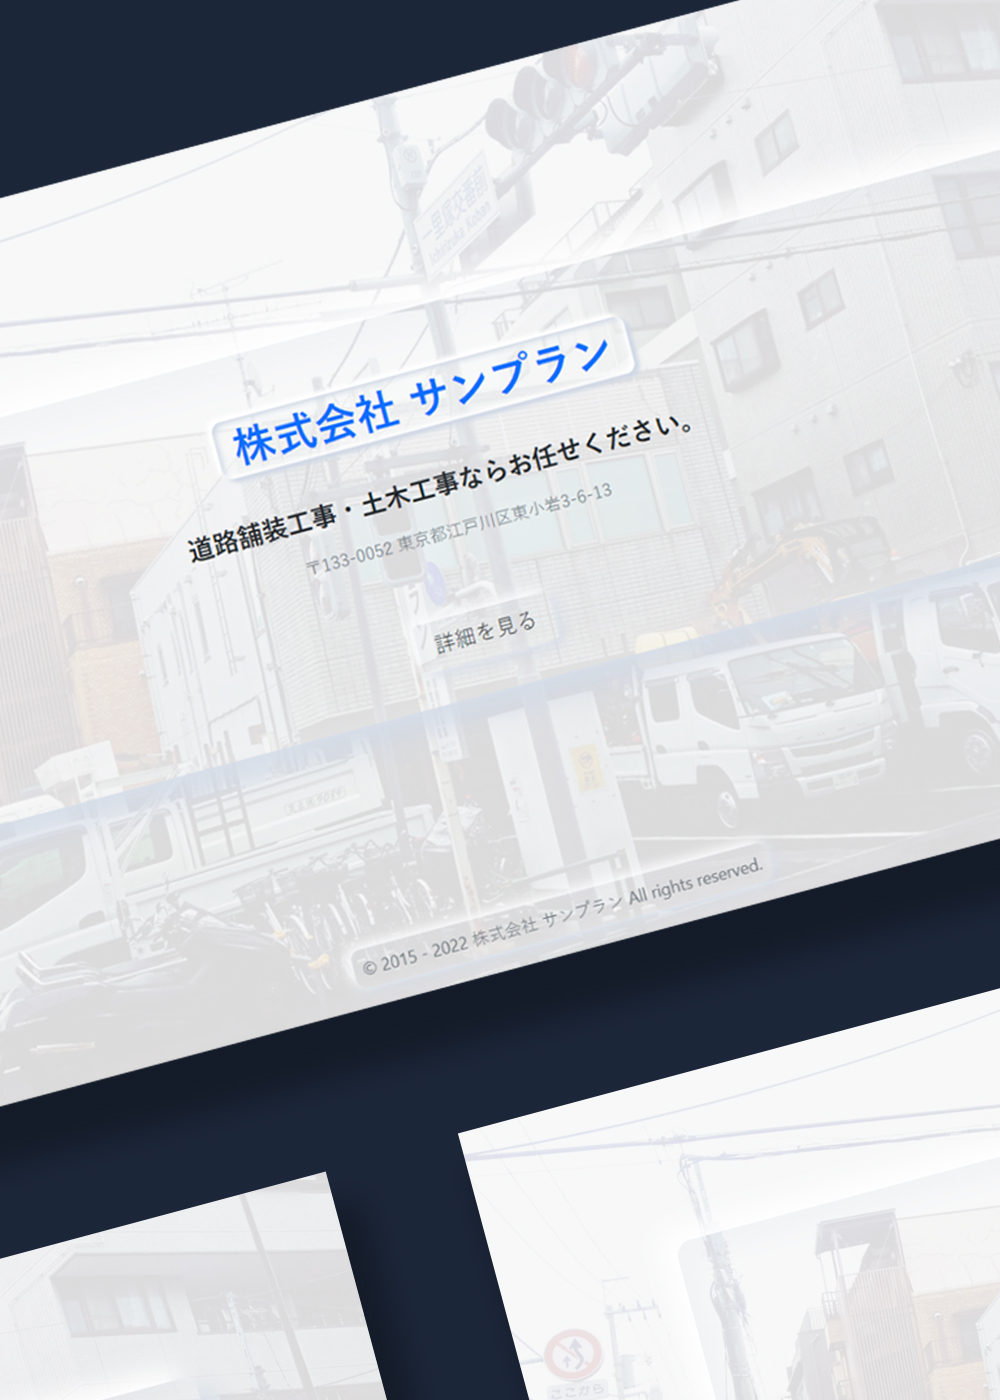 一里塚交番前
Ichirizuka Koban
株式会社 サンプラン
道路舗装工事・土木工事ならお任せください。
〒133-0052 東京都江戸川区東小岩3-6-13
詳細を見る
© 2015 - 2022 株式会社 サンプラン All rights reserved.
ここから